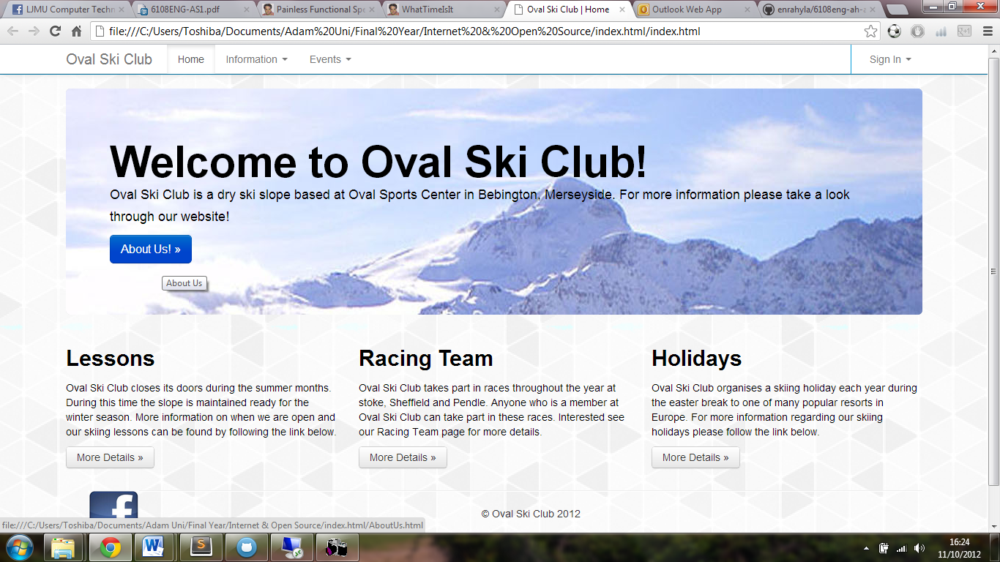 LJMU Computer Techn
6108ENG-AS1.pdf
Painless Functional Spe
WhatTimeIsIt
Oval Ski Club | Home
Outlook Web App
enrahyla/6108eng-ah-a
file:///C:/Users/Toshiba/Documents/Adam%20Uni/Final%20Year/Internet%20&%20Open%20Source/index.html/index.html
Oval Ski Club Home Information Events Sign In
Welcome to Oval Ski Club!
Oval Ski Club is a dry ski slope based at Oval Sports Center in Bebington, Merseyside. For more information please take a look
through our website!
About Us! »
About Us
Lessons
Oval Ski Club closes its doors during the summer months.
During this time the slope is maintained ready for the
winter season. More information on when we are open and
our skiing lessons can be found by following the link below.
More Details »
Racing Team
Oval Ski Club takes part in races throughout the year at
stoke, Sheffield and Pendle. Anyone who is a member at
Oval Ski Club can take part in these races. Interested see
our Racing Team page for more details.
More Details »
Holidays
Oval Ski Club organises a skiing holiday each year during
the easter break to one of many popular resorts in
Europe. For more information regarding our skiing
holidays please follow the link below.
More Details »
f
© Oval Ski Club 2012
file:///C:/Users/Toshiba/Documents/Adam Uni/Final Year/Internet & Open Source/index.html/AboutUs.html
16:24
11/10/2012